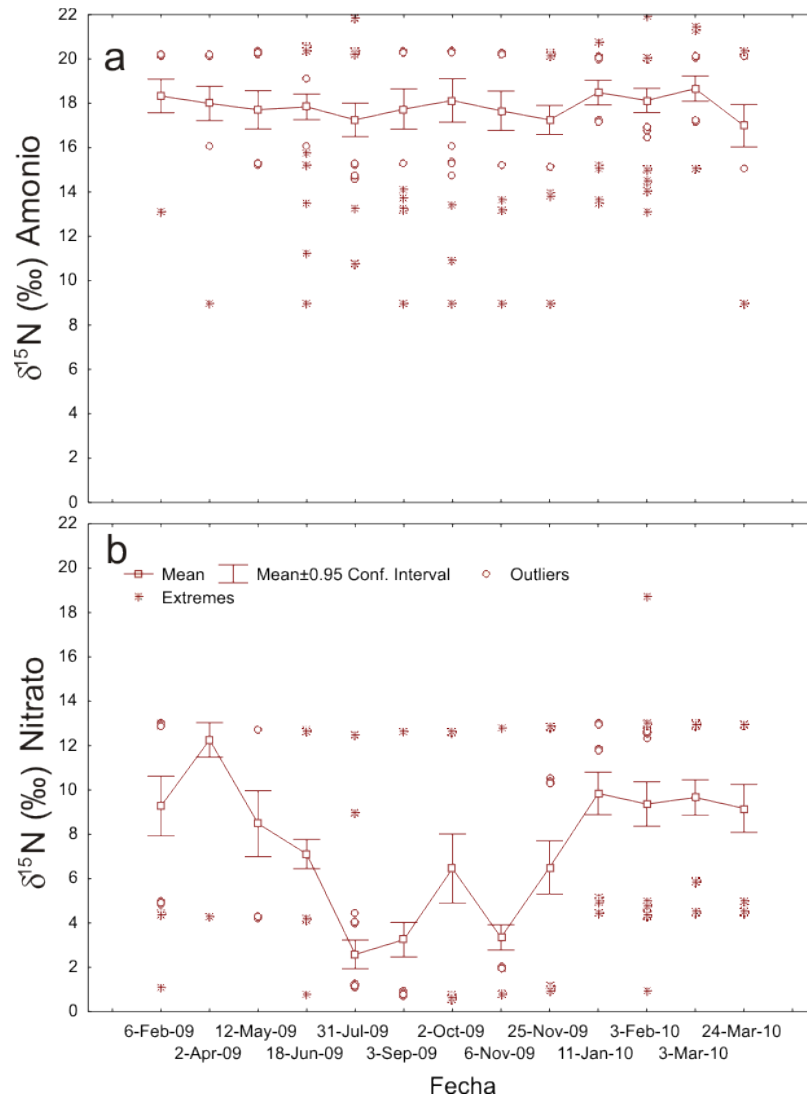 a
22
20
18
16
14
12
10
8
6
4
2
0
δ¹⁵N (‰) Amonio
b
22
20
18
16
14
12
10
8
6
4
2
0
δ¹⁵N (‰) Nitrato
Mean Mean±0.95 Conf. Interval Outliers
Extremes
6-Feb-09 12-May-09 31-Jul-09 2-Oct-09 25-Nov-09 3-Feb-10 24-Mar-10
2-Apr-09 18-Jun-09 3-Sep-09 6-Nov-09 11-Jan-10 3-Mar-10
Fecha